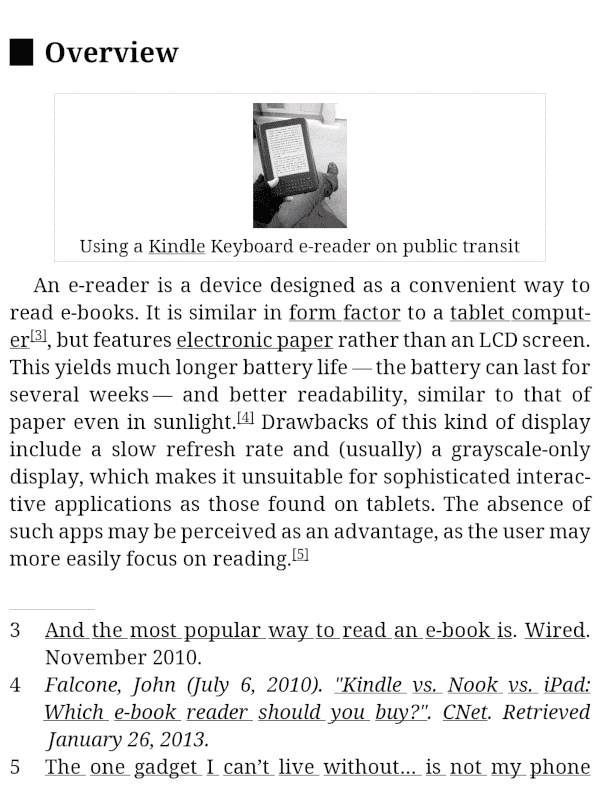 Overview
Using a Kindle Keyboard e-reader on public transit
An e-reader is a device designed as a convenient way to
read e-books. It is similar in form factor to a tablet comput-
er[3], but features electronic paper rather than an LCD screen.
This yields much longer battery life — the battery can last for
several weeks — and better readability, similar to that of
paper even in sunlight.[4] Drawbacks of this kind of display
include a slow refresh rate and (usually) a grayscale-only
display, which makes it unsuitable for sophisticated interac-
tive applications as those found on tablets. The absence of
such apps may be perceived as an advantage, as the user may
more easily focus on reading.[5]
3 And the most popular way to read an e-book is. Wired.
November 2010.
4 Falcone, John (July 6, 2010). "Kindle vs. Nook vs. iPad:
Which e-book reader should you buy?". CNet. Retrieved
January 26, 2013.
5 The one gadget I can’t live without... is not my phone